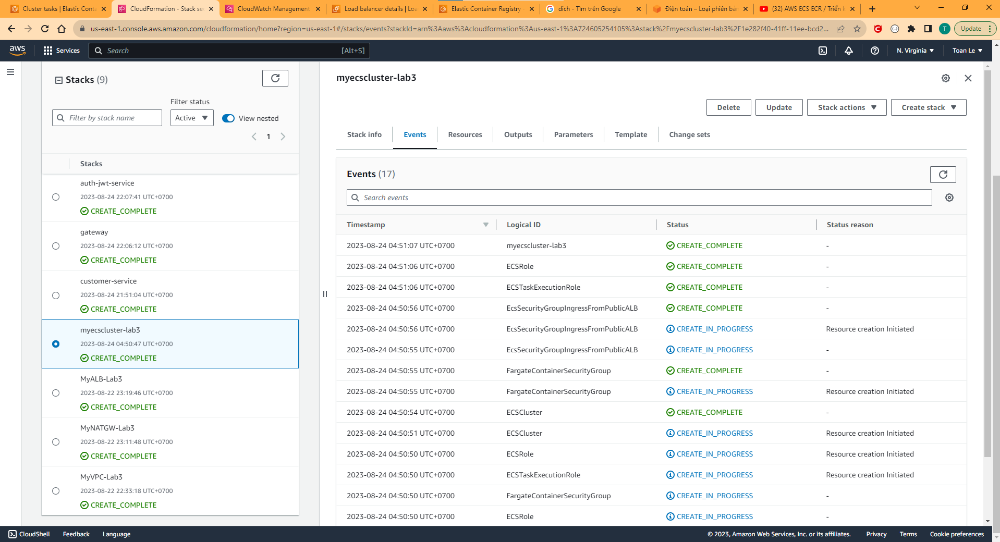 Cluster tasks | Elastic Conta
CloudFormation - Stack se
CloudWatch Management
Load balancer details | Loa
Elastic Container Registry -
dich - Tìm trên Google
Điện toán – Loại phiên bản
(32) AWS ECS ECR / Triển k
us-east-1.console.aws.amazon.com/cloudformation/home?region=us-east-1#/stacks/events?stackId=arn%3Aaws%3Acloudformation%3Aus-east-1%3A724605254105%3Astack%2Fmyecscluster-lab3%2F1e282f40-41ff-11ee-bcd2...
T
Update
aws
Services
Search
[Alt+S]
N. Virginia
Toan Le
Stacks (9)
Filter status
Filter by stack name
Active
View nested
1
Stacks
auth-jwt-service
2023-08-24 22:07:41 UTC+0700
CREATE_COMPLETE
gateway
2023-08-24 22:06:12 UTC+0700
CREATE_COMPLETE
customer-service
2023-08-24 21:51:04 UTC+0700
CREATE_COMPLETE
myecscluster-lab3
2023-08-24 04:50:47 UTC+0700
CREATE_COMPLETE
MyALB-Lab3
2023-08-22 23:19:46 UTC+0700
CREATE_COMPLETE
MyNATGW-Lab3
2023-08-22 23:11:48 UTC+0700
CREATE_COMPLETE
MyVPC-Lab3
2023-08-22 22:33:18 UTC+0700
CREATE_COMPLETE
myecscluster-lab3
Delete
Update
Stack actions
Create stack
Stack info
Events
Resources
Outputs
Parameters
Template
Change sets
Events (17)
Search events
Timestamp Logical ID Status Status reason
2023-08-24 04:51:07 UTC+0700 myecscluster-lab3 CREATE_COMPLETE -
2023-08-24 04:51:06 UTC+0700 ECSRole CREATE_COMPLETE -
2023-08-24 04:51:06 UTC+0700 ECSTaskExecutionRole CREATE_COMPLETE -
2023-08-24 04:50:56 UTC+0700 EcsSecurityGroupIngressFromPublicALB CREATE_COMPLETE -
2023-08-24 04:50:56 UTC+0700 EcsSecurityGroupIngressFromPublicALB CREATE_IN_PROGRESS Resource creation Initiated
2023-08-24 04:50:55 UTC+0700 EcsSecurityGroupIngressFromPublicALB CREATE_IN_PROGRESS -
2023-08-24 04:50:55 UTC+0700 FargateContainerSecurityGroup CREATE_COMPLETE -
2023-08-24 04:50:55 UTC+0700 FargateContainerSecurityGroup CREATE_IN_PROGRESS Resource creation Initiated
2023-08-24 04:50:54 UTC+0700 ECSCluster CREATE_COMPLETE -
2023-08-24 04:50:51 UTC+0700 ECSCluster CREATE_IN_PROGRESS Resource creation Initiated
2023-08-24 04:50:50 UTC+0700 ECSRole CREATE_IN_PROGRESS Resource creation Initiated
2023-08-24 04:50:50 UTC+0700 ECSTaskExecutionRole CREATE_IN_PROGRESS Resource creation Initiated
2023-08-24 04:50:50 UTC+0700 FargateContainerSecurityGroup CREATE_IN_PROGRESS -
2023-08-24 04:50:50 UTC+0700 ECSRole CREATE_IN_PROGRESS -
CloudShell
Feedback
Language
© 2023, Amazon Web Services, Inc. or its affiliates.
Privacy
Terms
Cookie preferences